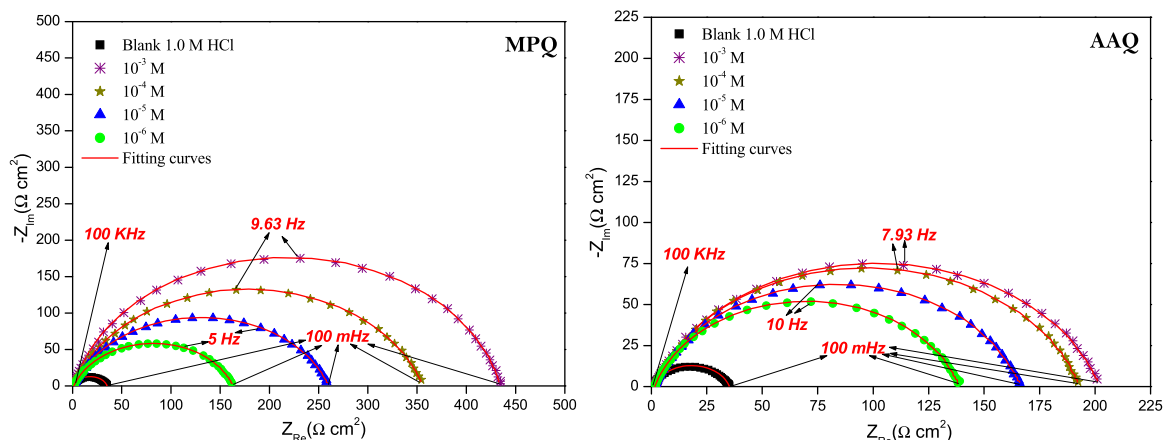 500
450
400
350
300
250
200
150
100
50
0
-Z_Im(Ω cm²)
0 50 100 150 200 250 300 350 400 450 500
Z_Re(Ω cm²)
MPQ
Blank 1.0 M HCl
10⁻³ M
10⁻⁴ M
10⁻⁵ M
10⁻⁶ M
Fitting curves
100 KHz
9.63 Hz
5 Hz
100 mHz
225
200
175
150
125
100
75
50
25
0
-Z_Im(Ω cm²)
0 25 50 75 100 125 150 175 200 225
(Ω cm²)
AAQ
Blank 1.0 M HCl
10⁻³ M
10⁻⁴ M
10⁻⁵ M
10⁻⁶ M
Fitting curves
100 KHz
7.93 Hz
10 Hz
100 mHz